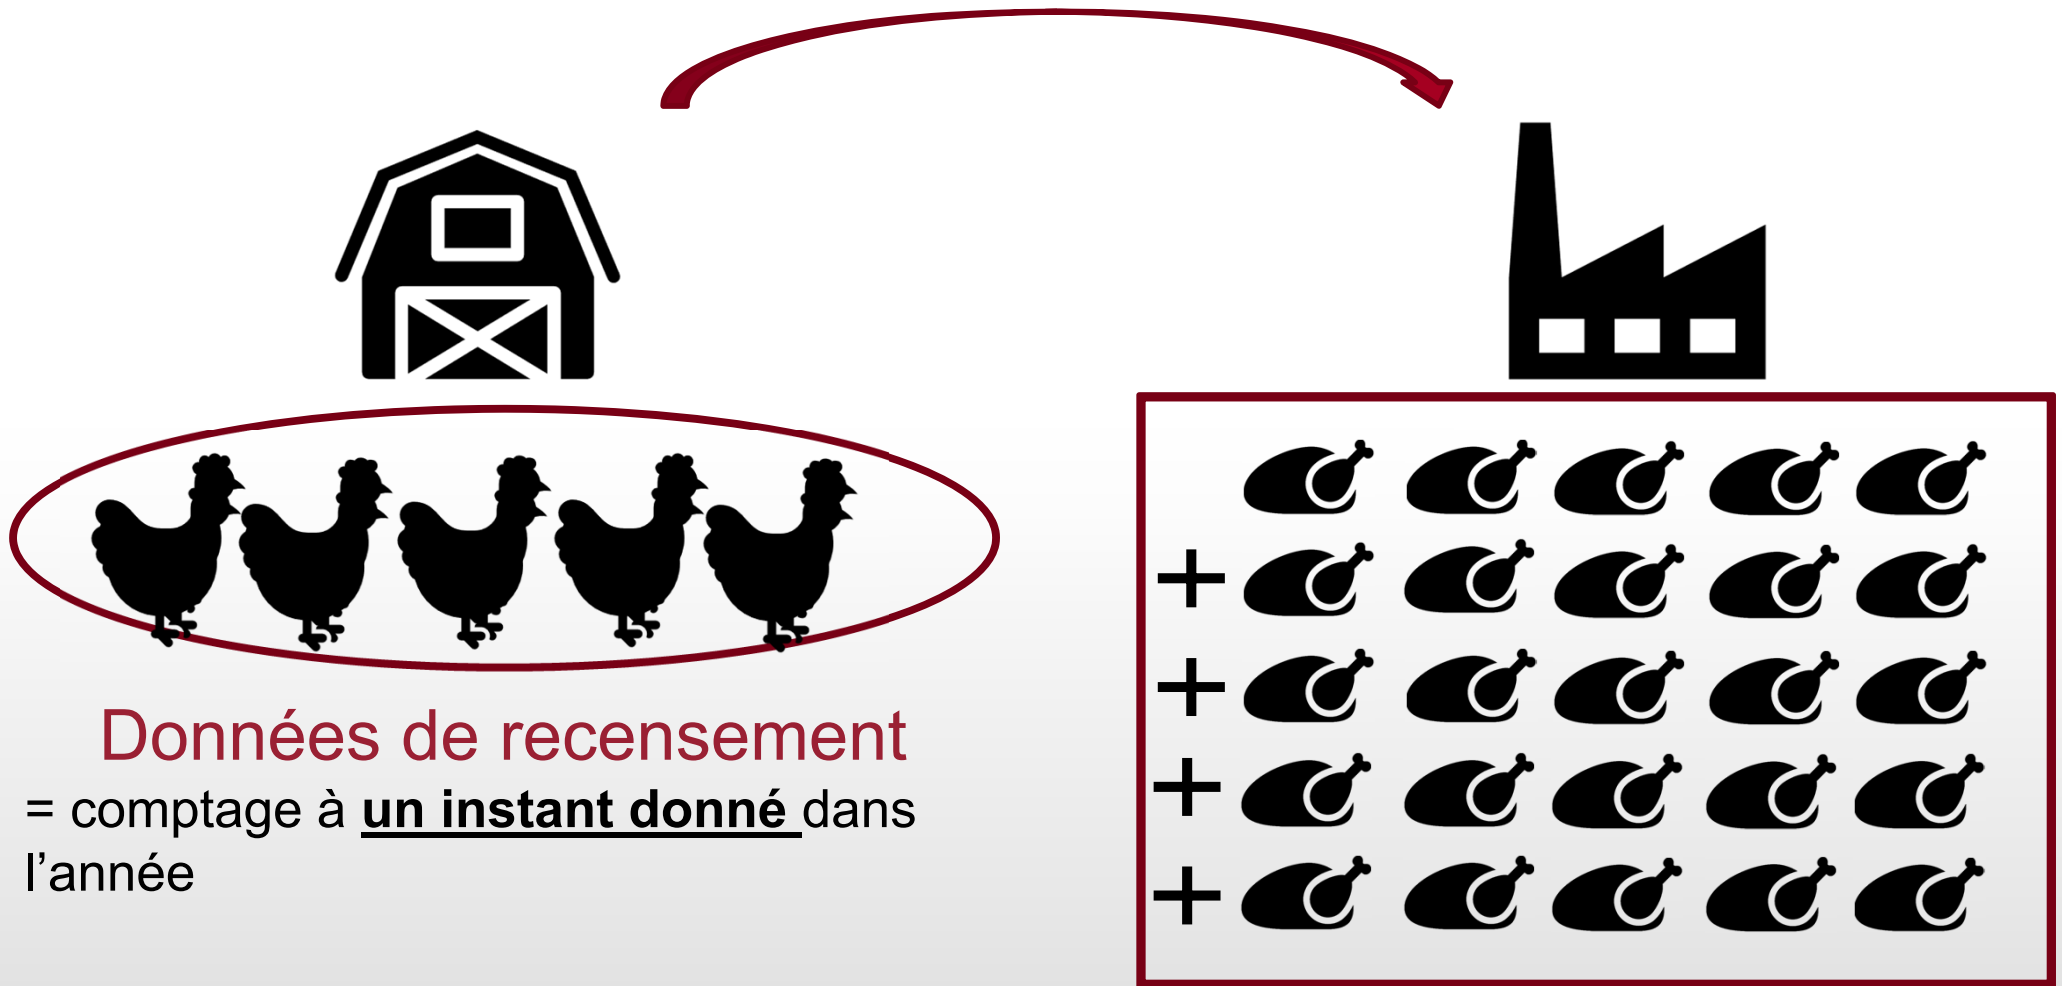 Données de recensement
= comptage à un instant donné dans
l’année
+
+
+
+